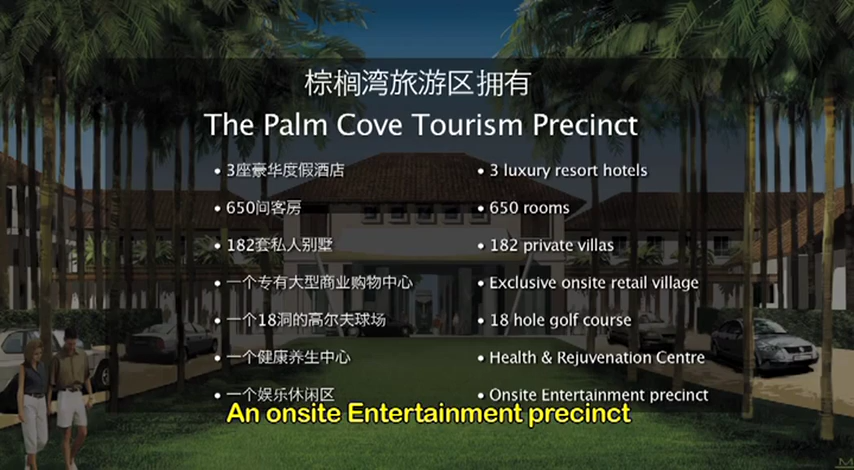 棕榈湾旅游区拥有
The Palm Cove Tourism Precinct
• 3座豪华度假酒店
• 3 luxury resort hotels
• 650间客房
• 650 rooms
• 182套私人别墅
• 182 private villas
• 一个专有大型商业购物中心
• Exclusive onsite retail village
• 一个18洞的高尔夫球场
• 18 hole golf course
• 一个健康养生中心
• Health & Rejuvenation Centre
• 一个娱乐休闲区
• Onsite Entertainment precinct
An onsite Entertainment precinct